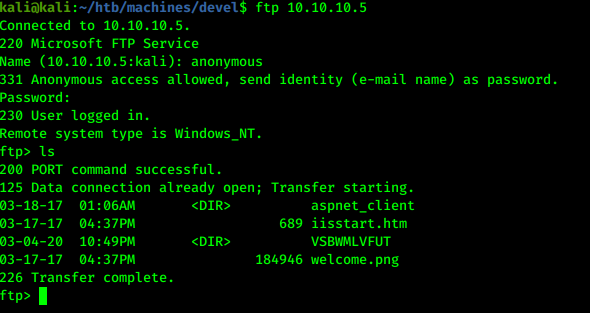 kali@kali:~/htb/machines/devel$ ftp 10.10.10.5
Connected to 10.10.10.5.
220 Microsoft FTP Service
Name (10.10.10.5:kali): anonymous
331 Anonymous access allowed, send identity (e-mail name) as password.
Password:
230 User logged in.
Remote system type is Windows_NT.
ftp> ls
200 PORT command successful.
125 Data connection already open; Transfer starting.
03-18-17  01:06AM       <DIR>          aspnet_client
03-17-17  04:37PM                  689 iisstart.htm
03-04-20  10:49PM       <DIR>          VSBWMLVFUT
03-17-17  04:37PM               184946 welcome.png
226 Transfer complete.
ftp>